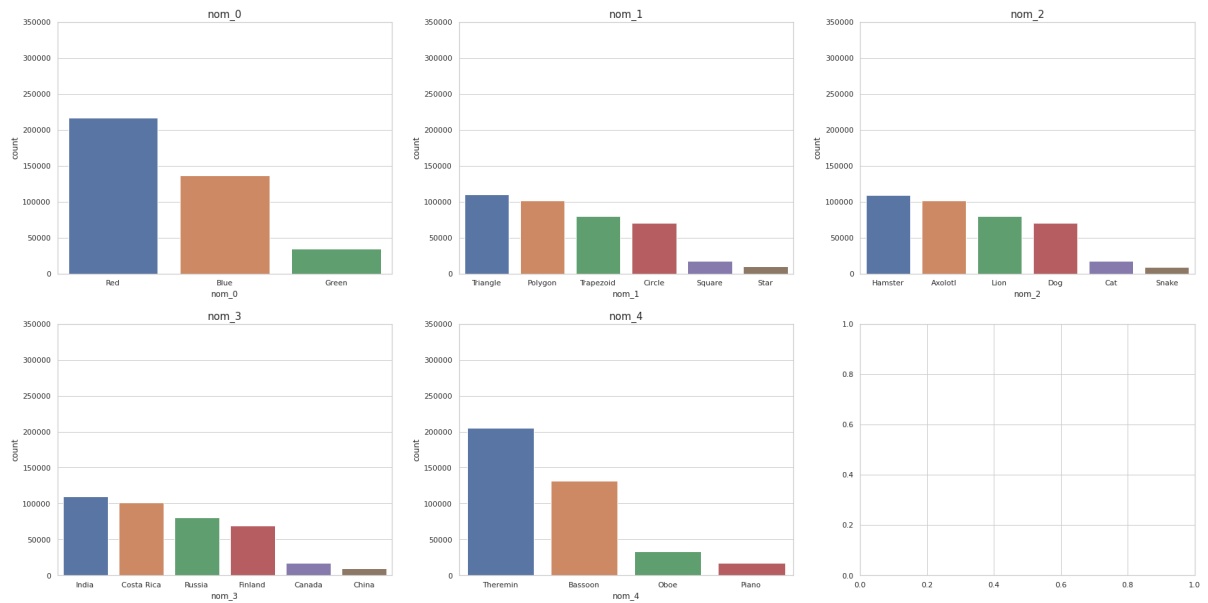 nom_0
350000
300000
250000
200000
150000
100000
50000
0
count
Red Blue Green
nom_0
nom_1
350000
300000
250000
200000
150000
100000
50000
0
count
Triangle Polygon Trapezoid Circle Square Star
nom_1
nom_2
350000
300000
250000
200000
150000
100000
50000
0
count
Hamster Axolotl Lion Dog Cat Snake
nom_2
nom_3
350000
300000
250000
200000
150000
100000
50000
0
count
India Costa Rica Russia Finland Canada China
nom_3
nom_4
350000
300000
250000
200000
150000
100000
50000
0
count
Theremin Bassoon Oboe Piano
nom_4
1.0
0.8
0.6
0.4
0.2
0.0
0.0 0.2 0.4 0.6 0.8 1.0